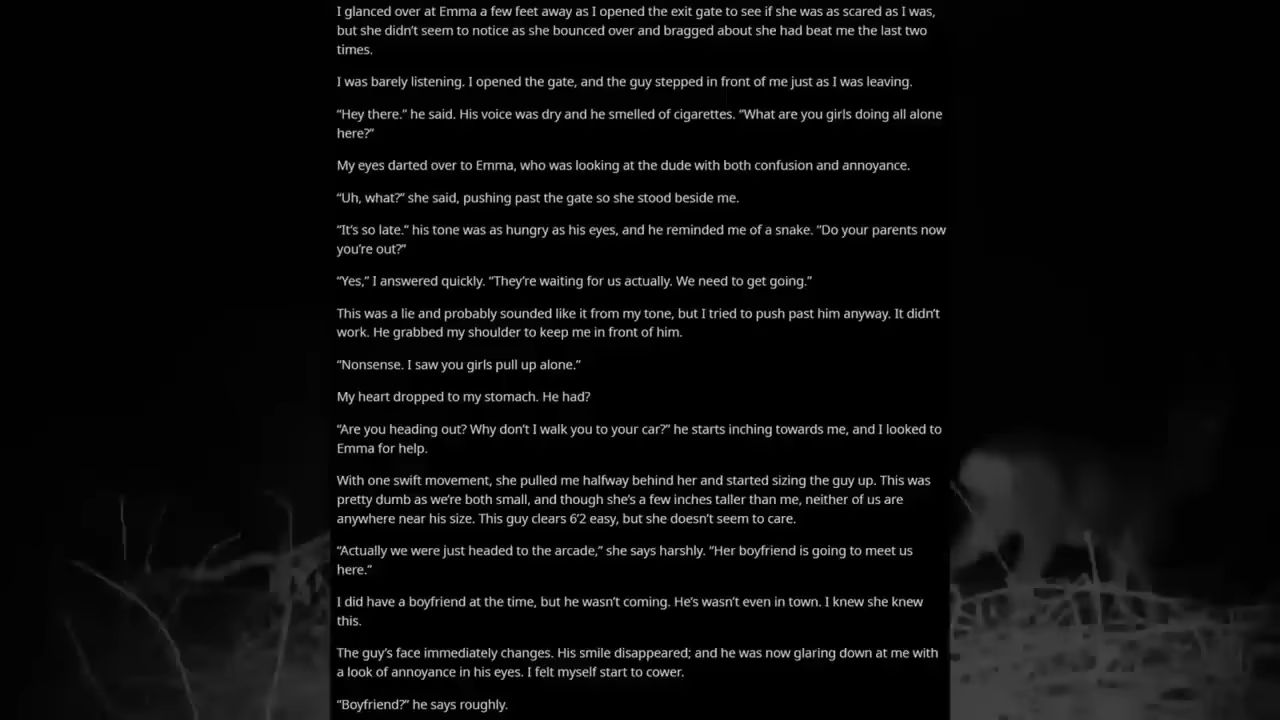 I glanced over at Emma a few feet away as I opened the exit gate to see if she was as scared as I was,
but she didn’t seem to notice as she bounced over and bragged about she had beat me the last two
times.
I was barely listening. I opened the gate, and the guy stepped in front of me just as I was leaving.
“Hey there.” he said. His voice was dry and he smelled of cigarettes. “What are you girls doing all alone
here?”
My eyes darted over to Emma, who was looking at the dude with both confusion and annoyance.
“Uh, what?” she said, pushing past the gate so she stood beside me.
“It’s so late.” his tone was as hungry as his eyes, and he reminded me of a snake. “Do your parents now
you’re out?”
“Yes,” I answered quickly. “They’re waiting for us actually. We need to get going.”
This was a lie and probably sounded like it from my tone, but I tried to push past him anyway. It didn’t
work. He grabbed my shoulder to keep me in front of him.
“Nonsense. I saw you girls pull up alone.”
My heart dropped to my stomach. He had?
“Are you heading out? Why don’t I walk you to your car?” he starts inching towards me, and I looked to
Emma for help.
With one swift movement, she pulled me halfway behind her and started sizing the guy up. This was
pretty dumb as we’re both small, and though she’s a few inches taller than me, neither of us are
anywhere near his size. This guy clears 6’2 easy, but she doesn’t seem to care.
“Actually we were just headed to the arcade,” she says harshly. “Her boyfriend is going to meet us
here.”
I did have a boyfriend at the time, but he wasn’t coming. He’s wasn’t even in town. I knew she knew
this.
The guy’s face immediately changes. His smile disappeared; and he was now glaring down at me with
a look of annoyance in his eyes. I felt myself start to cower.
“Boyfriend?” he says roughly.